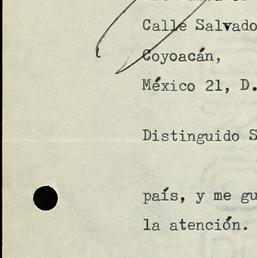 Calle Salvado
Coyoacán,
México 21, D.
Distinguido S
país, y me gu
la atención.